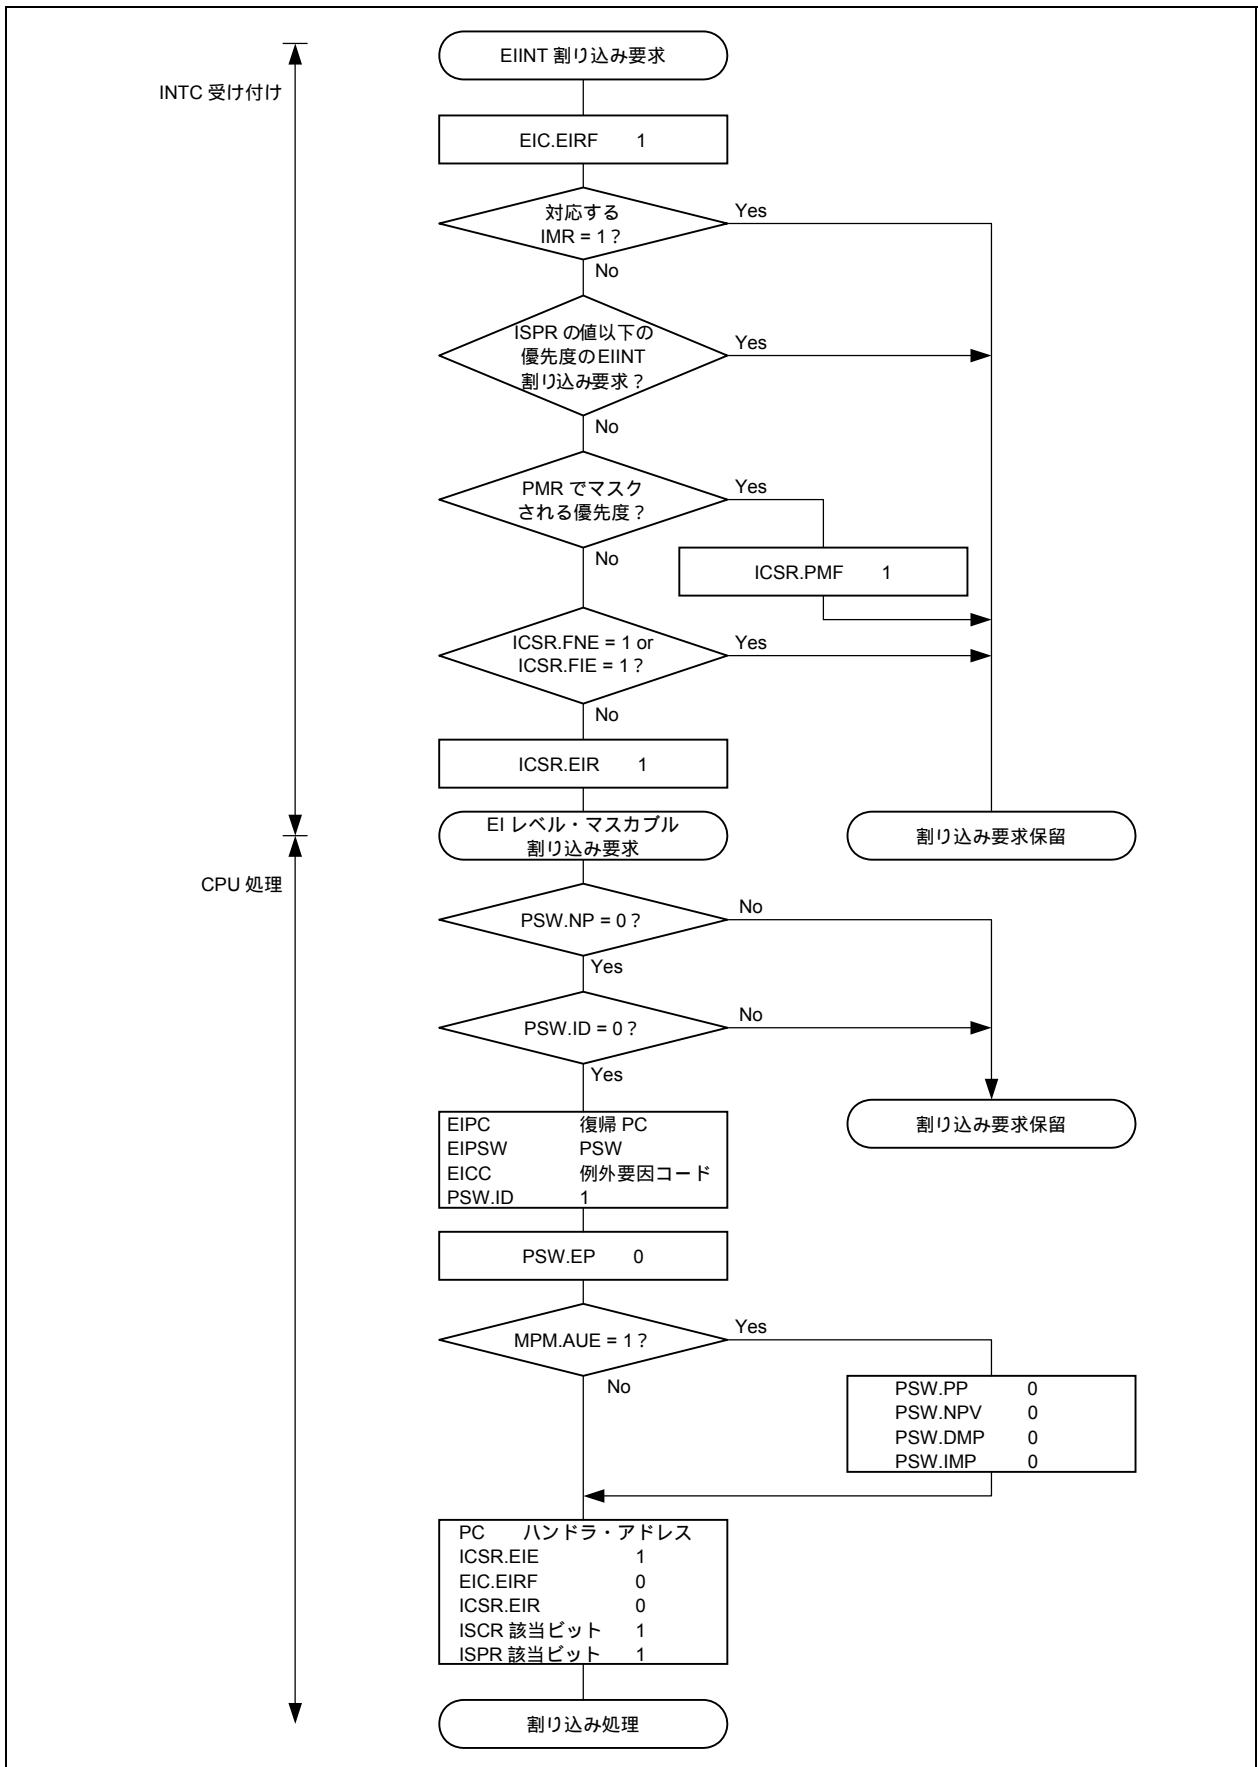 EIINT 割り込み要求
INTC 受け付け
EIC.EIRF 1
対応する
IMR = 1？
Yes
No
ISPR の値以下の
優先度のEIINT
割り込み要求？
Yes
No
PMR でマスク
される優先度？
Yes
No
ICSR.PMF 1
ICSR.FNE = 1 or
ICSR.FIE = 1？
Yes
No
ICSR.EIR 1
EI レベル・マスカブル
割り込み要求
割り込み要求保留
CPU 処理
PSW.NP = 0？
No
Yes
PSW.ID = 0？
No
Yes
EIPC 復帰 PC
EIPSW PSW
EICC 例外要因コード
PSW.ID 1
割り込み要求保留
PSW.EP 0
MPM.AUE = 1？
Yes
No
PSW.PP 0
PSW.NPV 0
PSW.DMP 0
PSW.IMP 0
PC ハンドラ・アドレス
ICSR.EIE 1
EIC.EIRF 0
ICSR.EIR 0
ISCR 該当ビット 1
ISPR 該当ビット 1
割り込み処理